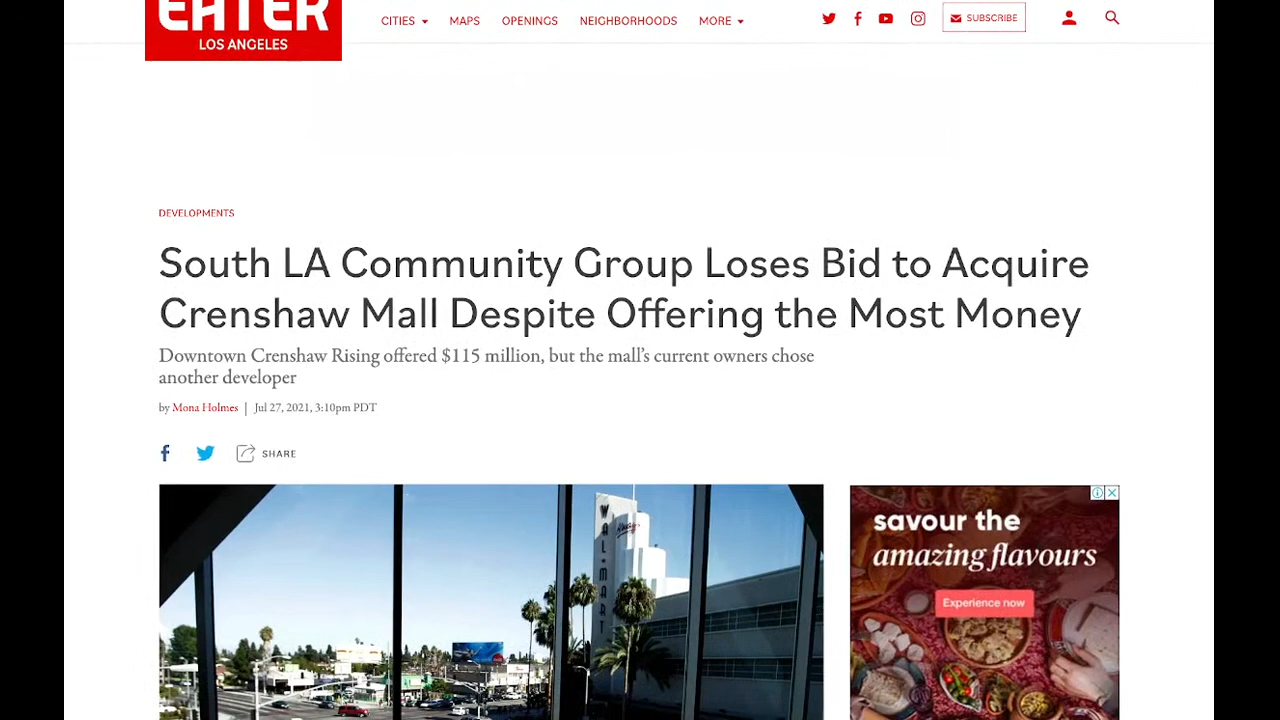 EATER
LOS ANGELES
CITIES
MAPS
OPENINGS
NEIGHBORHOODS
MORE
SUBSCRIBE
DEVELOPMENTS
South LA Community Group Loses Bid to Acquire
Crenshaw Mall Despite Offering the Most Money
Downtown Crenshaw Rising offered $115 million, but the mall's current owners chose
another developer
by Mona Holmes | Jul 27, 2021, 3:10pm PDT
SHARE
WAL-MART
savour the
amazing flavours
Experience now